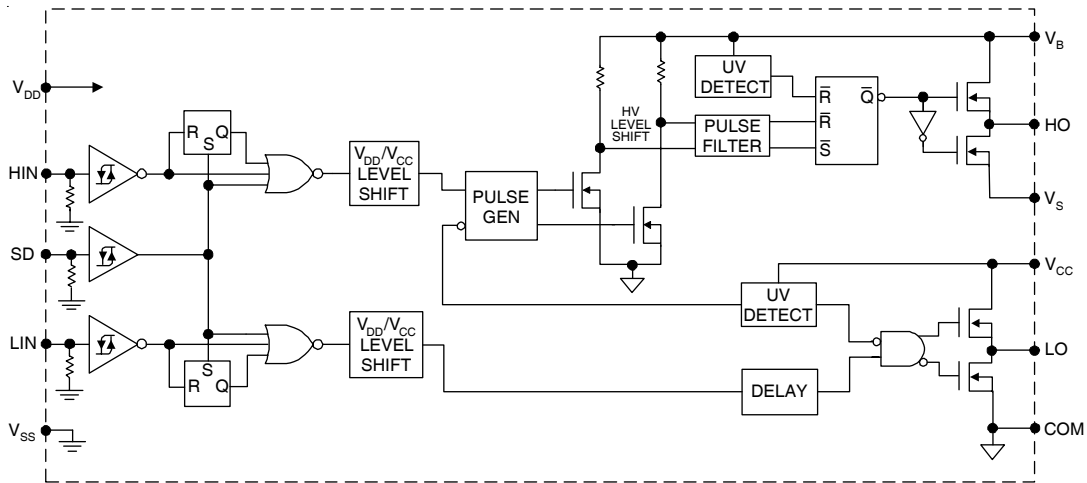 V_B
UV
DETECT
V_DD
R̅ Q̅
HV
LEVEL
SHIFT
R Q
S
PULSE
FILTER
R̅
S̅
HO
HIN
V_DD/V_CC
LEVEL
SHIFT
PULSE
GEN
V_S
SD
V_CC
UV
DETECT
LIN
V_DD/V_CC
LEVEL
SHIFT
S
R Q
LO
DELAY
V_SS
COM